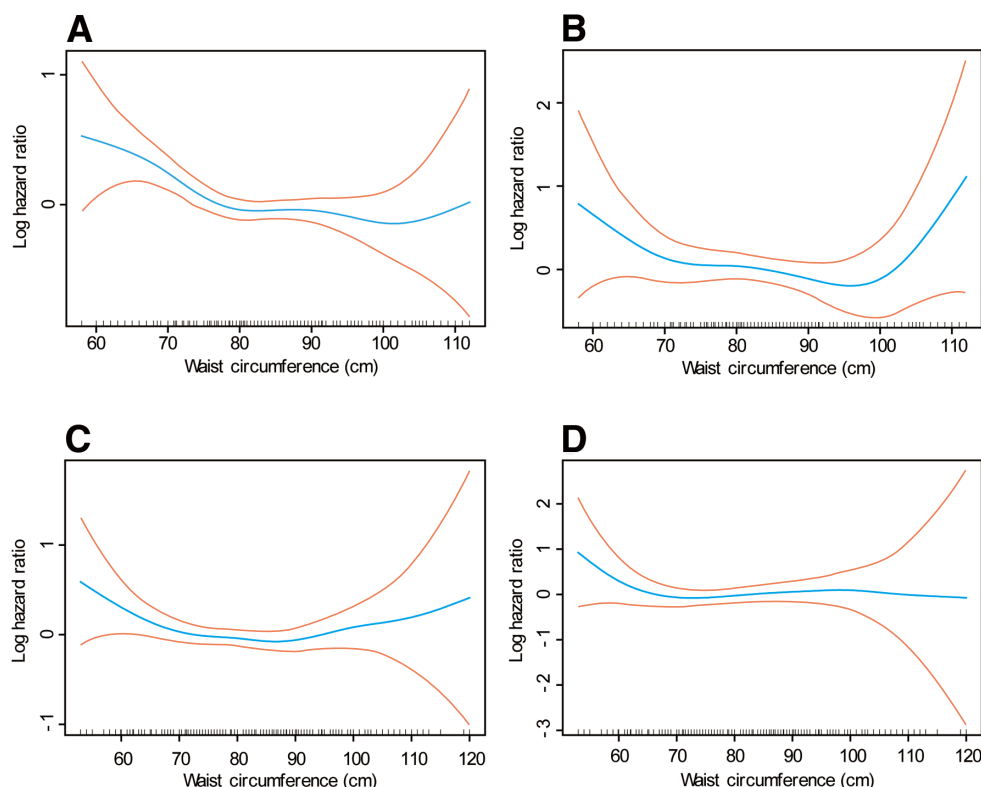 A
B
Log hazard ratio
1
0
60 70 80 90 100 110
Waist circumference (cm)
Log hazard ratio
2
1
0
60 70 80 90 100 110
Waist circumference (cm)
C
D
Log hazard ratio
1
0
-1
60 70 80 90 100 110 120
Waist circumference (cm)
Log hazard ratio
2
1
0
-1
-2
-3
60 70 80 90 100 110 120
Waist circumference (cm)